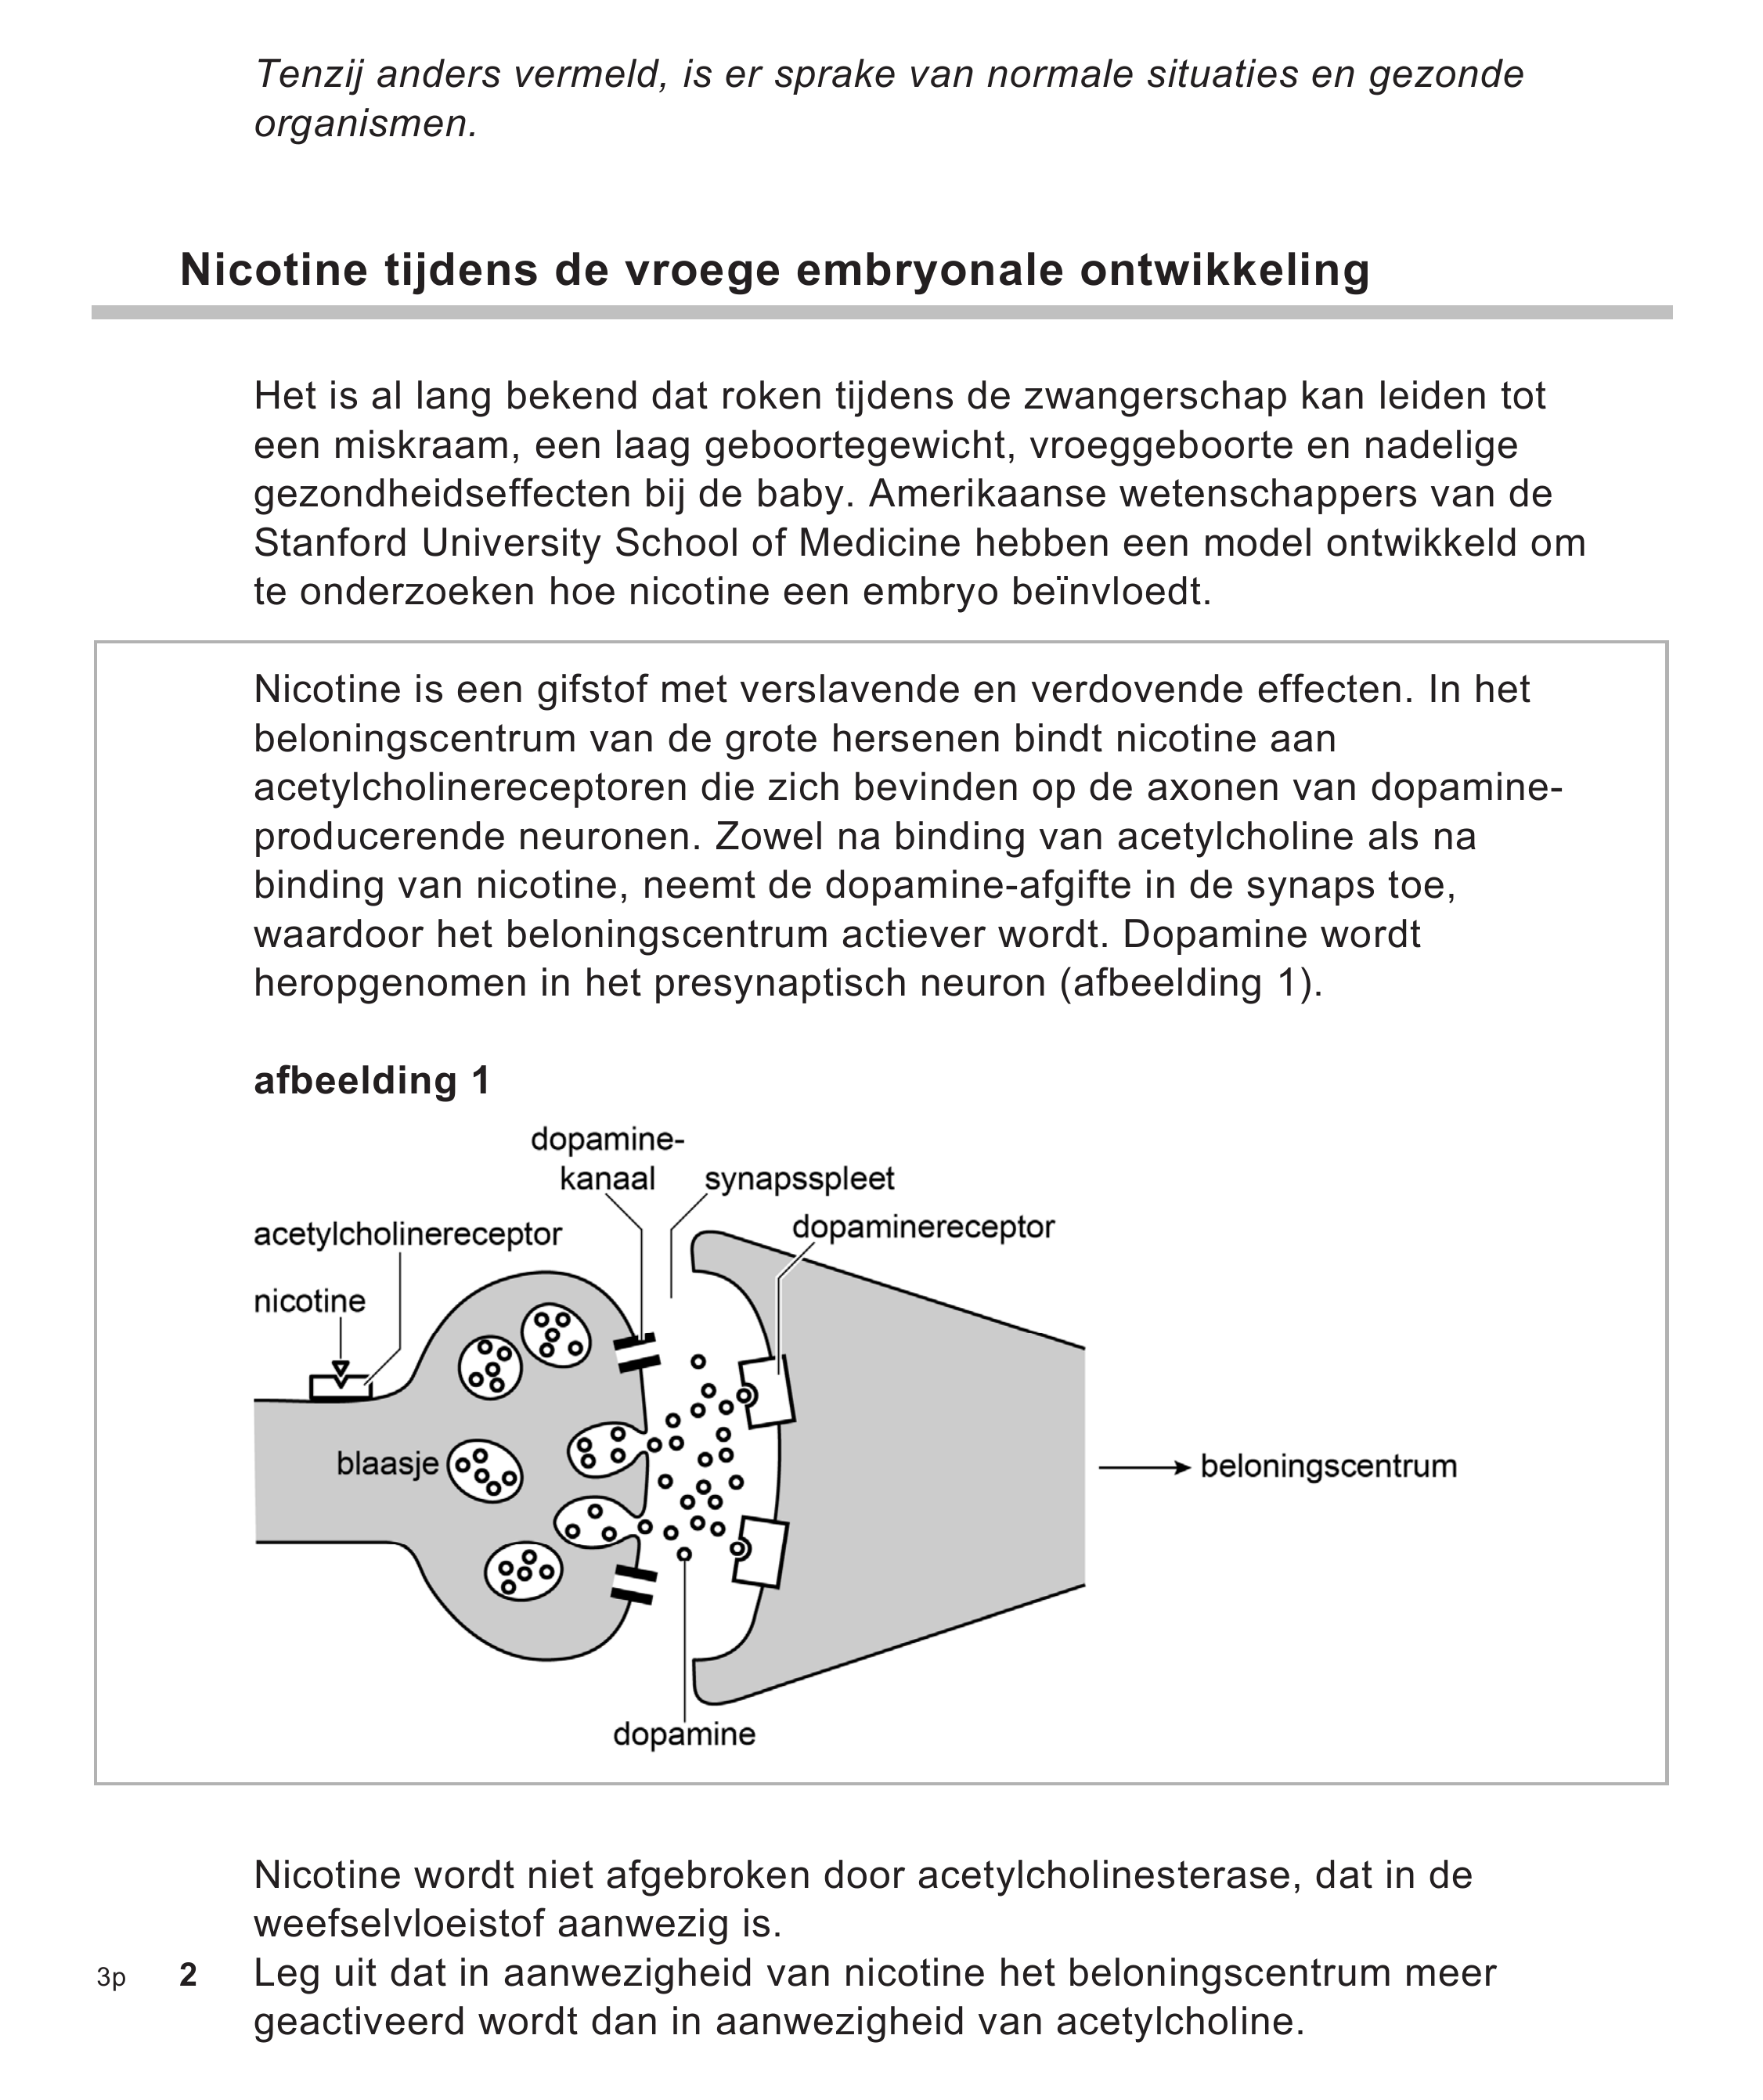 Tenzij anders vermeld, is er sprake van normale situaties en gezonde
organismen.
Nicotine tijdens de vroege embryonale ontwikkeling
Het is al lang bekend dat roken tijdens de zwangerschap kan leiden tot
een miskraam, een laag geboortegewicht, vroeggeboorte en nadelige
gezondheidseffecten bij de baby. Amerikaanse wetenschappers van de
Stanford University School of Medicine hebben een model ontwikkeld om
te onderzoeken hoe nicotine een embryo beïnvloedt.
Nicotine is een gifstof met verslavende en verdovende effecten. In het
beloningscentrum van de grote hersenen bindt nicotine aan
acetylcholinereceptoren die zich bevinden op de axonen van dopamine-
producerende neuronen. Zowel na binding van acetylcholine als na
binding van nicotine, neemt de dopamine-afgifte in de synaps toe,
waardoor het beloningscentrum actiever wordt. Dopamine wordt
heropgenomen in het presynaptisch neuron (afbeelding 1).
afbeelding 1
dopamine-
kanaal
synapsspleet
acetylcholinereceptor
dopaminereceptor
nicotine
blaasje
beloningscentrum
dopamine
Nicotine wordt niet afgebroken door acetylcholinesterase, dat in de
weefselvloeistof aanwezig is.
3p 2 Leg uit dat in aanwezigheid van nicotine het beloningscentrum meer
geactiveerd wordt dan in aanwezigheid van acetylcholine.